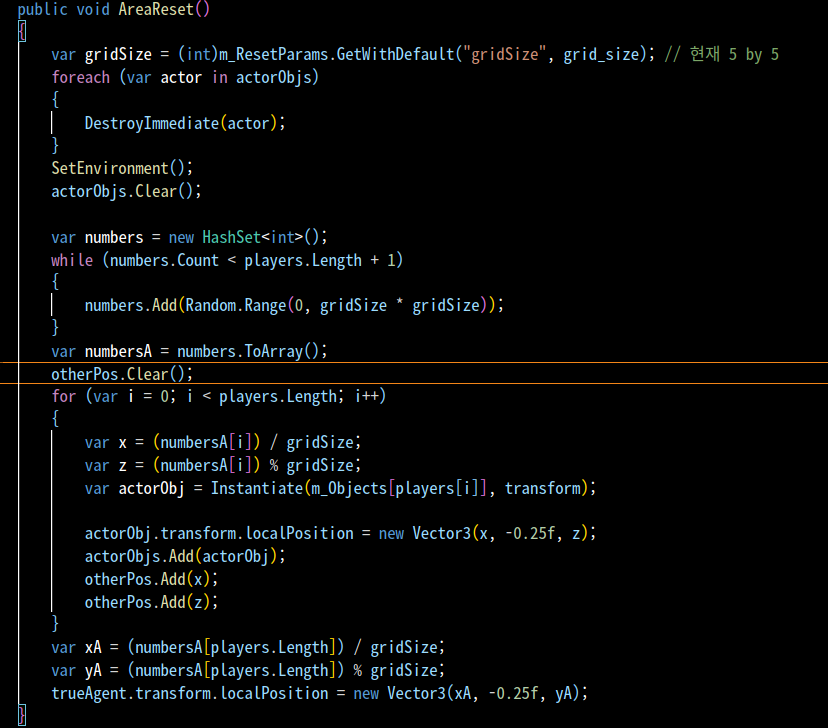 public void AreaReset()
{
    var gridSize = (int)m_ResetParams.GetWithDefault("gridSize", grid_size); // 현재 5 by 5
    foreach (var actor in actorObjs)
    {
        DestroyImmediate(actor);
    }
    SetEnvironment();
    actorObjs.Clear();

    var numbers = new HashSet<int>();
    while (numbers.Count < players.Length + 1)
    {
        numbers.Add(Random.Range(0, gridSize * gridSize));
    }
    var numbersA = numbers.ToArray();
    otherPos.Clear();
    for (var i = 0; i < players.Length; i++)
    {
        var x = (numbersA[i]) / gridSize;
        var z = (numbersA[i]) % gridSize;
        var actorObj = Instantiate(m_Objects[players[i]], transform);

        actorObj.transform.localPosition = new Vector3(x, -0.25f, z);
        actorObjs.Add(actorObj);
        otherPos.Add(x);
        otherPos.Add(z);
    }
    var xA = (numbersA[players.Length]) / gridSize;
    var yA = (numbersA[players.Length]) % gridSize;
    trueAgent.transform.localPosition = new Vector3(xA, -0.25f, yA);
}